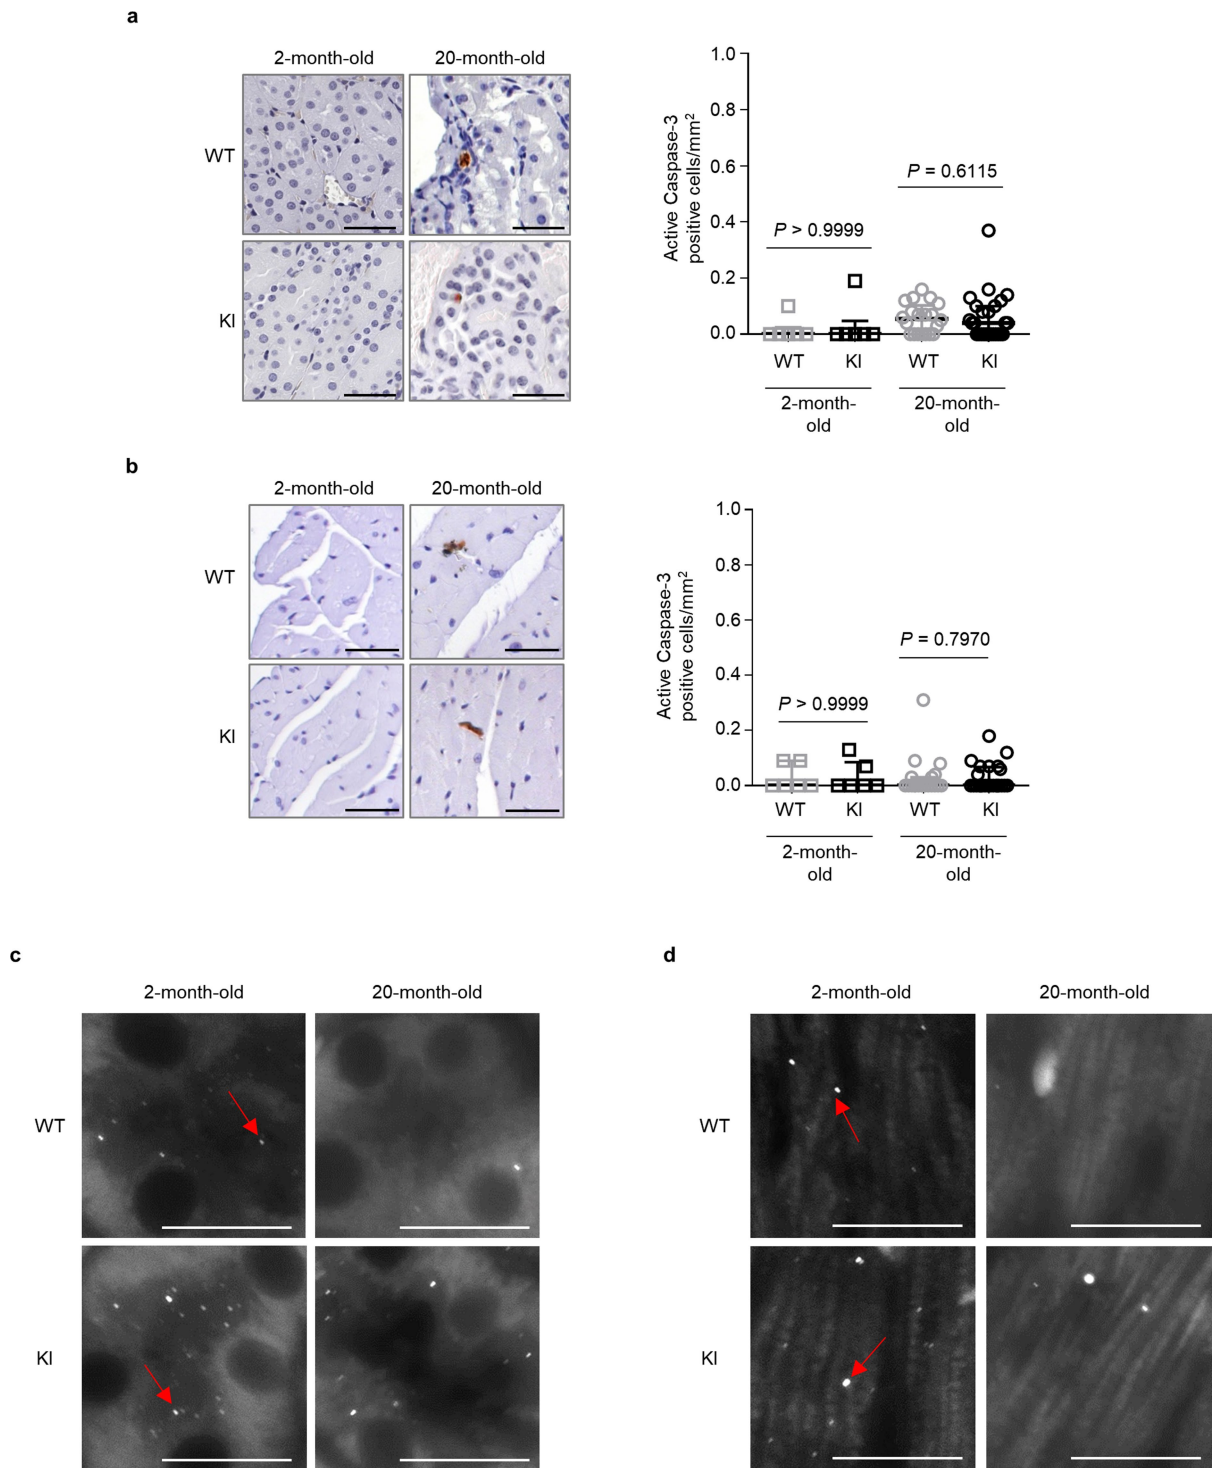 a
2-month-old 20-month-old
WT
KI
Active Caspase-3
positive cells/mm²
1.0
0.8
0.6
0.4
0.2
0.0
P > 0.9999
P = 0.6115
WT KI WT KI
2-month-
old
20-month-
old
b
2-month-old 20-month-old
WT
KI
Active Caspase-3
positive cells/mm²
1.0
0.8
0.6
0.4
0.2
0.0
P > 0.9999
P = 0.7970
WT KI WT KI
2-month-
old
20-month-
old
c
2-month-old 20-month-old
WT
KI
d
2-month-old 20-month-old
WT
KI